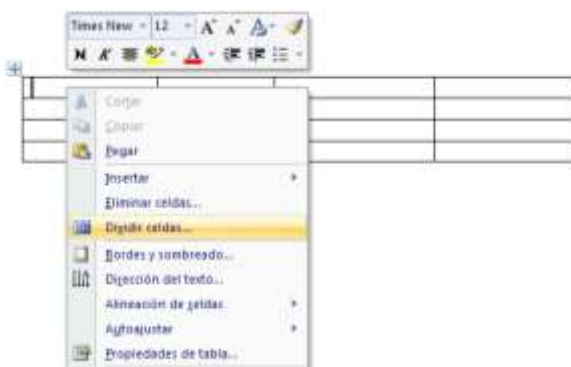 Times New 12
N K
Cortar
Copiar
Pegar
Insertar
Eliminar celdas...
Dividir celdas...
Bordes y sombreado...
Dirección del texto...
Alineación de celdas
Autoajustar
Propiedades de tabla...